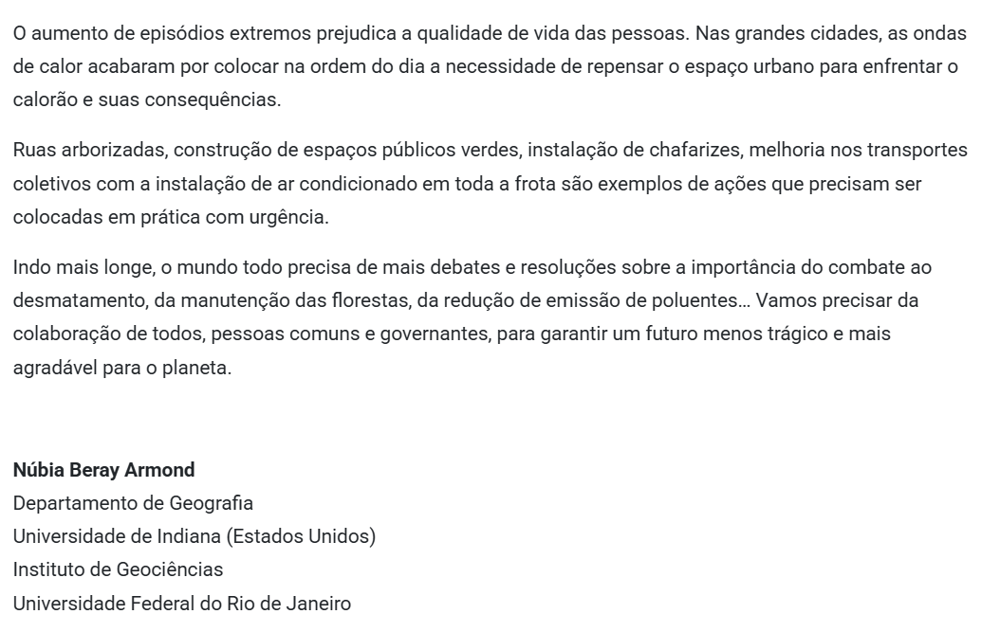 O aumento de episódios extremos prejudica a qualidade de vida das pessoas. Nas grandes cidades, as ondas
de calor acabaram por colocar na ordem do dia a necessidade de repensar o espaço urbano para enfrentar o
calorão e suas consequências.
Ruas arborizadas, construção de espaços públicos verdes, instalação de chafarizes, melhoria nos transportes
coletivos com a instalação de ar condicionado em toda a frota são exemplos de ações que precisam ser
colocadas em prática com urgência.
Indo mais longe, o mundo todo precisa de mais debates e resoluções sobre a importância do combate ao
desmatamento, da manutenção das florestas, da redução de emissão de poluentes… Vamos precisar da
colaboração de todos, pessoas comuns e governantes, para garantir um futuro menos trágico e mais
agradável para o planeta.
Núbia Beray Armond
Departamento de Geografia
Universidade de Indiana (Estados Unidos)
Instituto de Geociências
Universidade Federal do Rio de Janeiro